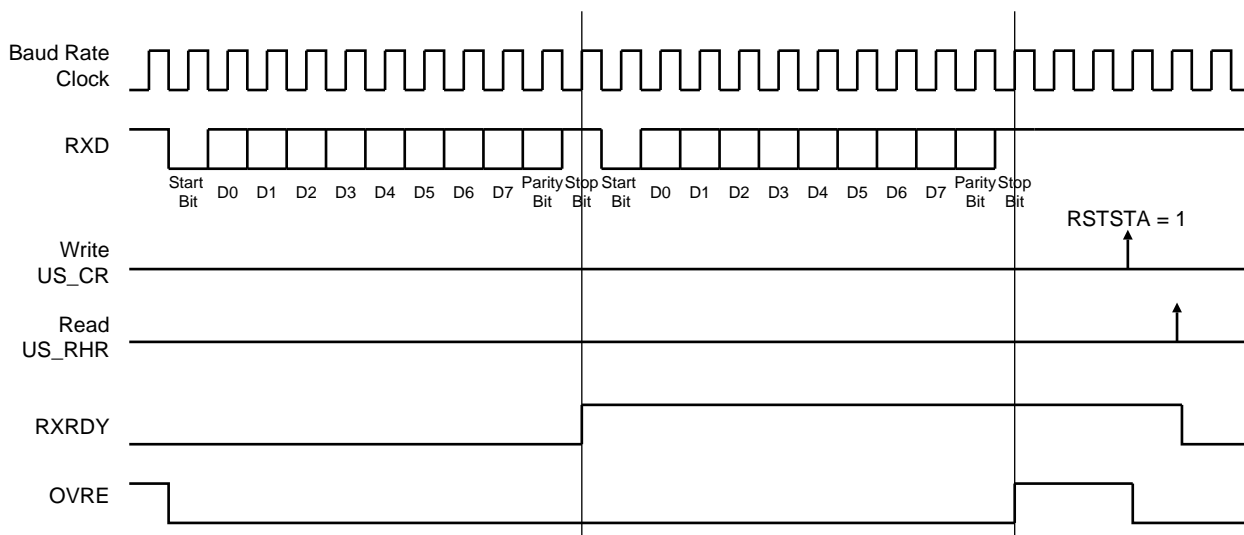 Baud Rate
Clock
RXD
Start
Bit
D0 D1 D2 D3 D4 D5 D6 D7
Parity
Bit
Stop
Bit
Start
Bit
D0 D1 D2 D3 D4 D5 D6 D7
Parity
Bit
Stop
Bit
RSTSTA = 1
Write
US_CR
Read
US_RHR
RXRDY
OVRE